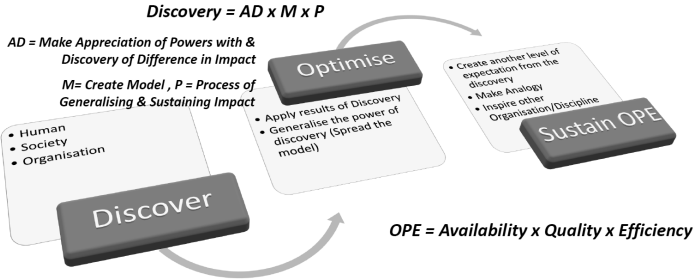 Discovery = AD x M x P
AD = Make Appreciation of Powers with &
Discovery of Difference in Impact
M= Create Model , P = Process of
Generalising & Sustaining Impact
• Human
• Society
• Organisation
Discover
Optimise
• Apply results of Discovery
• Generalise the power of
discovery (Spread the
model)
• Create another level of
expectation from the
discovery
• Make Analogy
• Inspire other
Organisation/Discipline
Sustain OPE
OPE = Availability x Quality x Efficiency